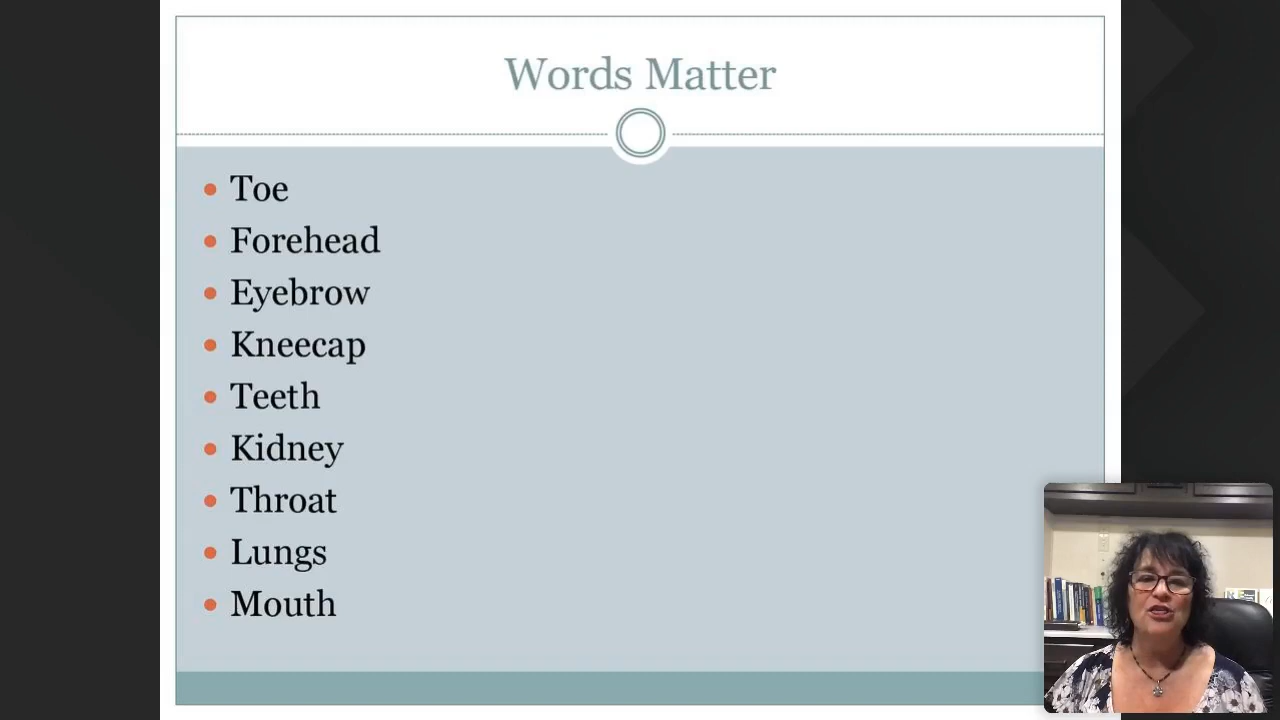 Words Matter
Toe
Forehead
Eyebrow
Kneecap
Teeth
Kidney
Throat
Lungs
Mouth